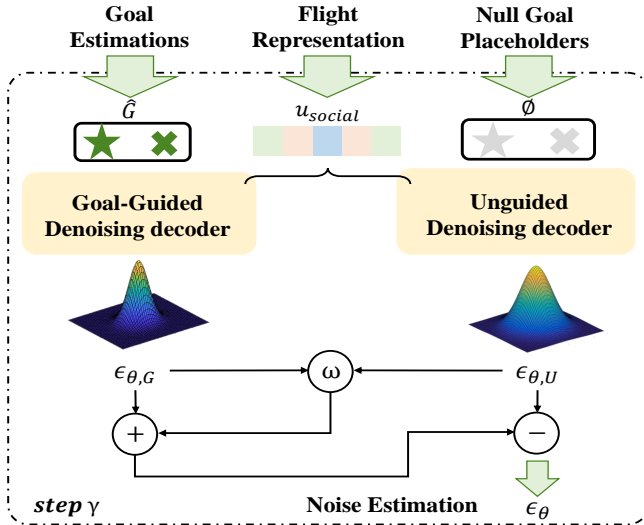 Goal
Estimations
Flight
Representation
Null Goal
Placeholders
Ĝ
u_social
∅
Goal-Guided
Denoising decoder
Unguided
Denoising decoder
ϵ_θ,G
ω
ϵ_θ,U
+
−
step γ
Noise Estimation
ϵ_θ